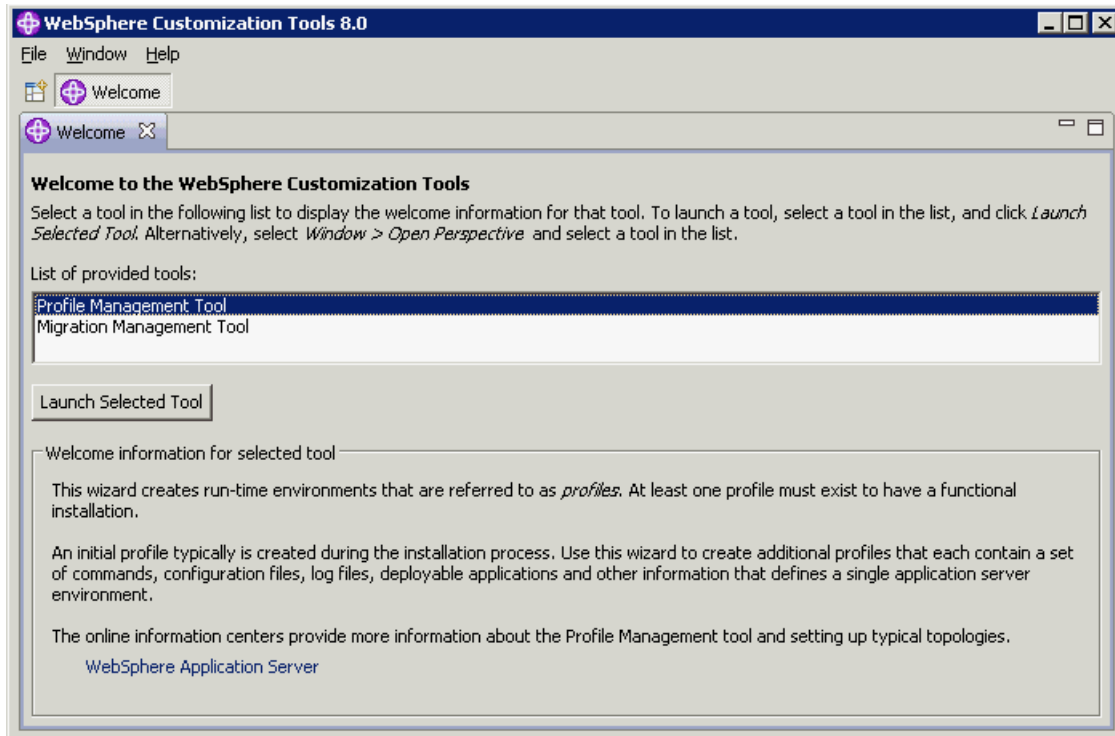 WebSphere Customization Tools 8.0
File Window Help
Welcome
Welcome
Welcome to the WebSphere Customization Tools
Select a tool in the following list to display the welcome information for that tool. To launch a tool, select a tool in the list, and click Launch
Selected Tool. Alternatively, select Window > Open Perspective and select a tool in the list.
List of provided tools:
Profile Management Tool
Migration Management Tool
Launch Selected Tool
Welcome information for selected tool
This wizard creates run-time environments that are referred to as profiles. At least one profile must exist to have a functional
installation.
An initial profile typically is created during the installation process. Use this wizard to create additional profiles that each contain a set
of commands, configuration files, log files, deployable applications and other information that defines a single application server
environment.
The online information centers provide more information about the Profile Management tool and setting up typical topologies.
WebSphere Application Server